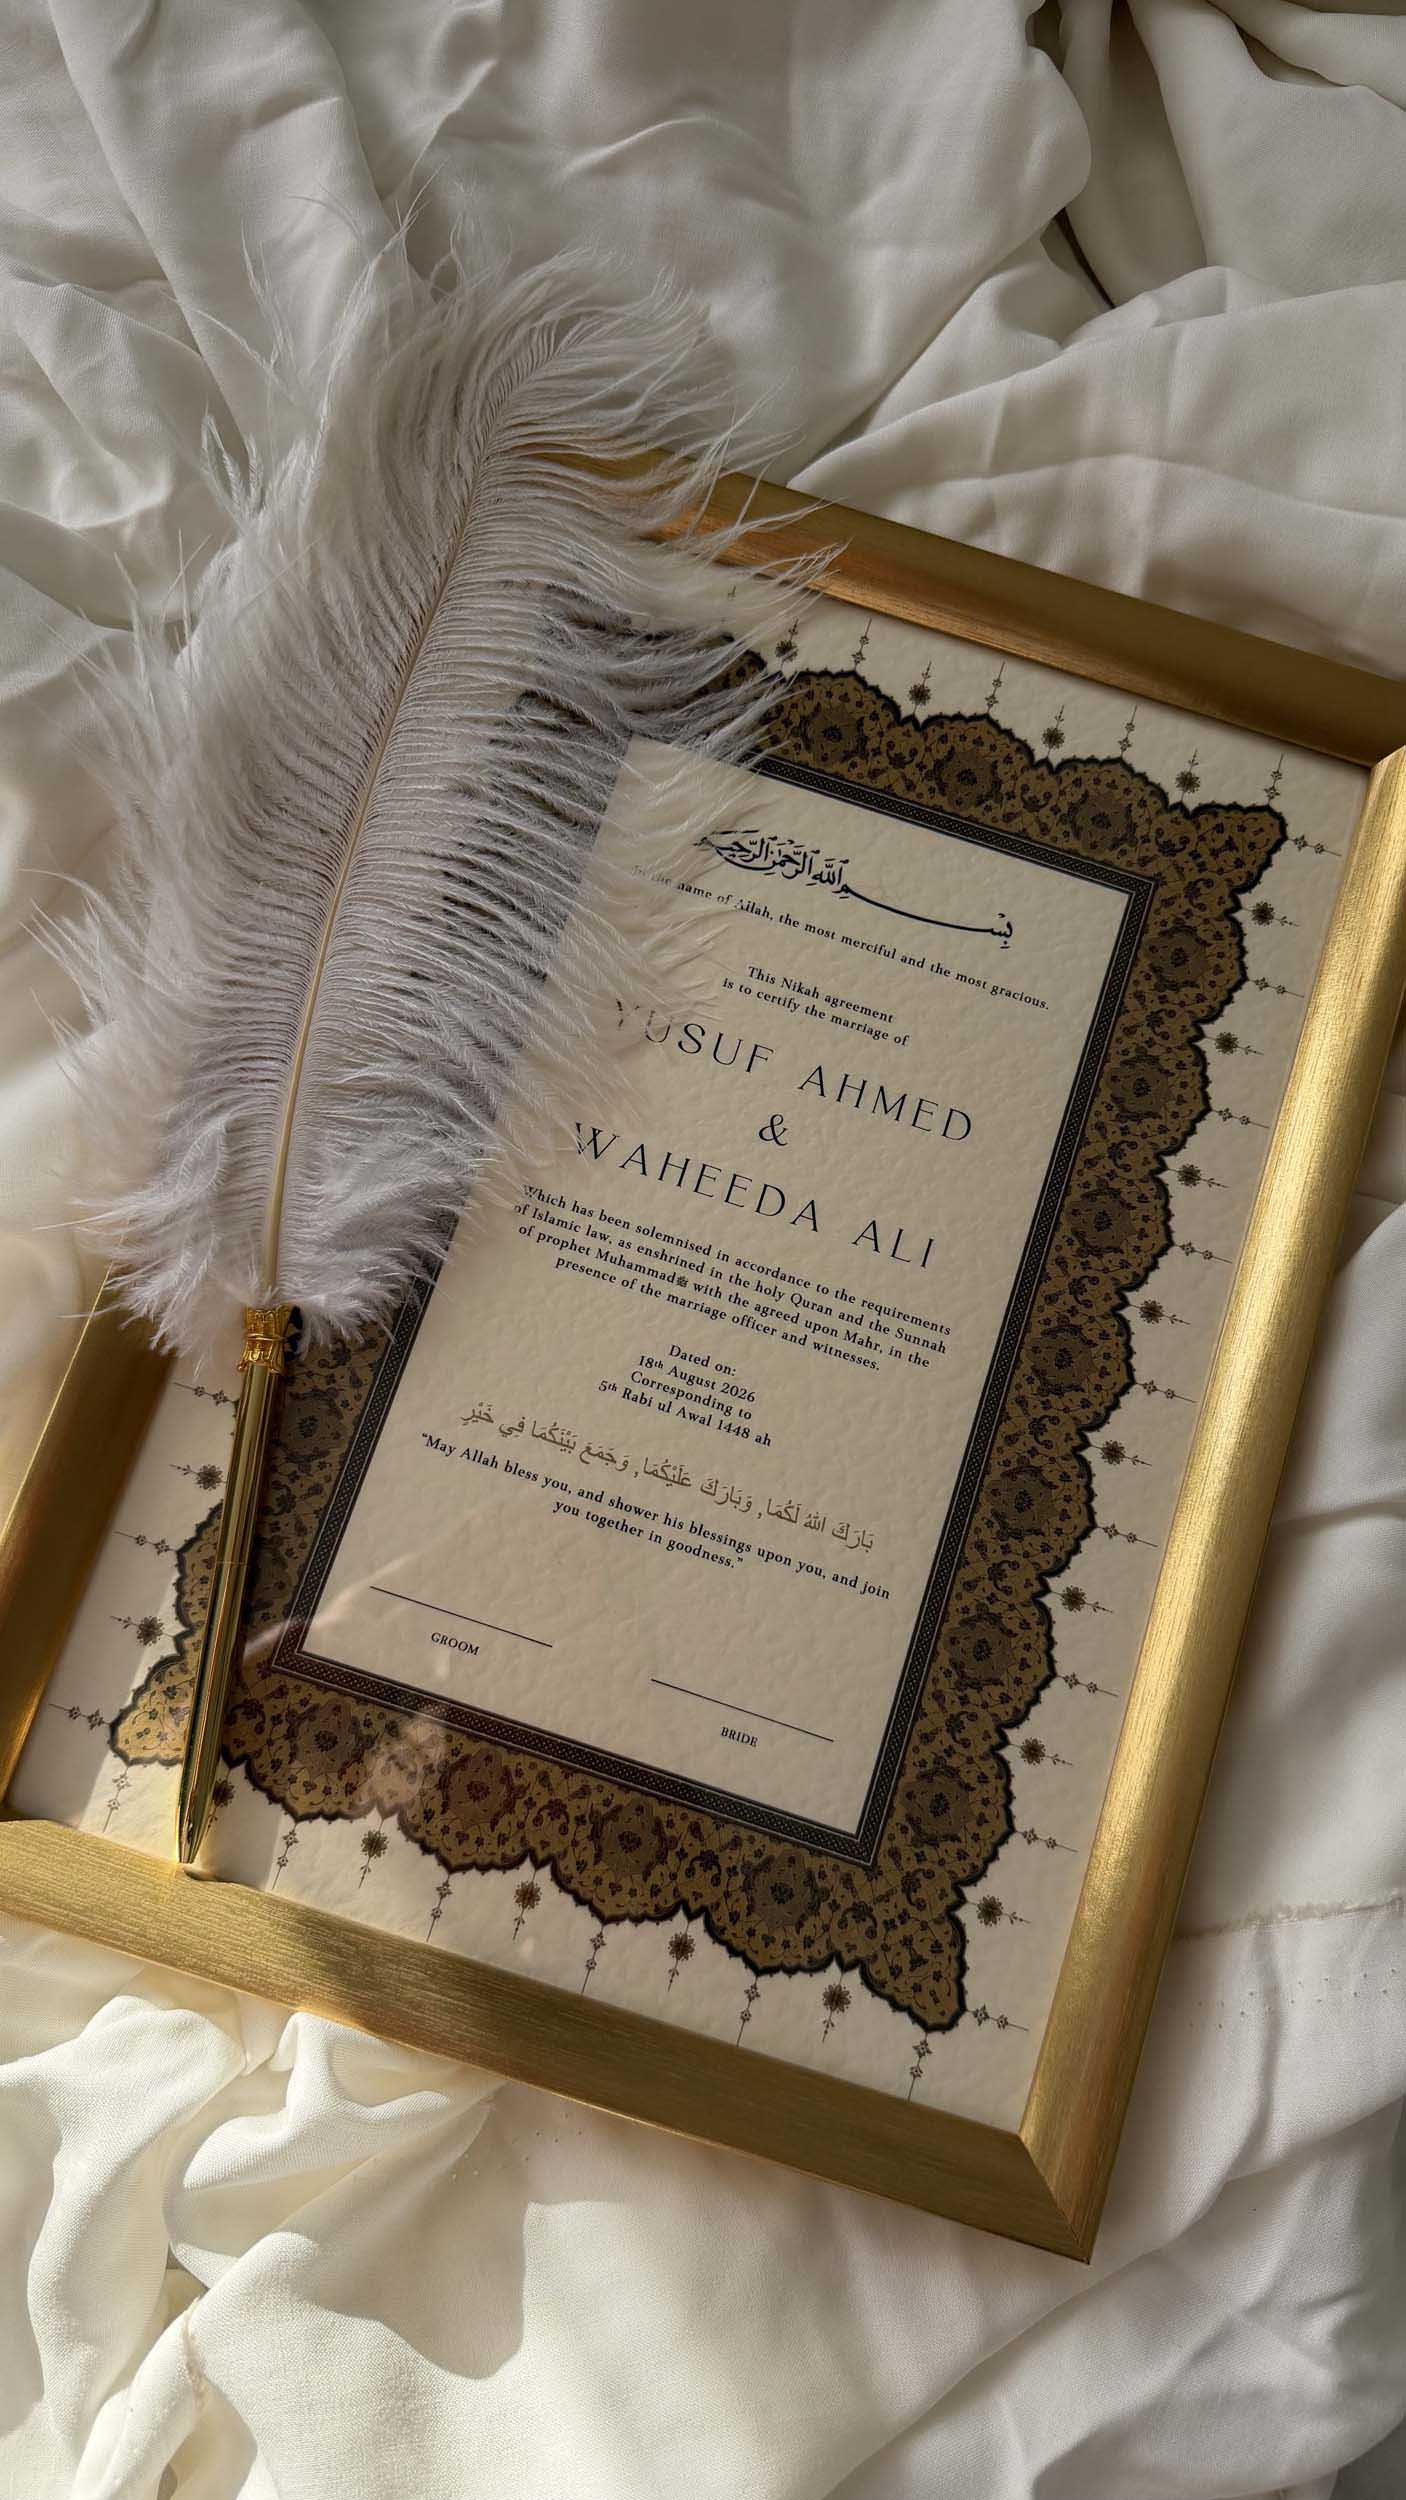 بِسْمِ اللَّهِ الرَّحْمَٰنِ الرَّحِيمِ
In the name of Allah, the most merciful and the most gracious.
This Nikah agreement
is to certify the marriage of
YUSUF AHMED
&
WAHEEDA ALI
Which has been solemnised in accordance to the requirements
of Islamic law, as enshrined in the holy Quran and the Sunnah
of prophet Muhammadﷺ with the agreed upon Mahr, in the
presence of the marriage officer and witnesses.
Dated on:
18th August 2026
Corresponding to
5th Rabi ul Awal 1448 ah
بَارَكَ اللهُ لَكُمَا, وَبَارَكَ عَلَيْكُمَا, وَجَمَعَ بَيْنَكُمَا فِي خَيْرٍ
“May Allah bless you, and shower his blessings upon you, and join
you together in goodness.”
GROOM
BRIDE